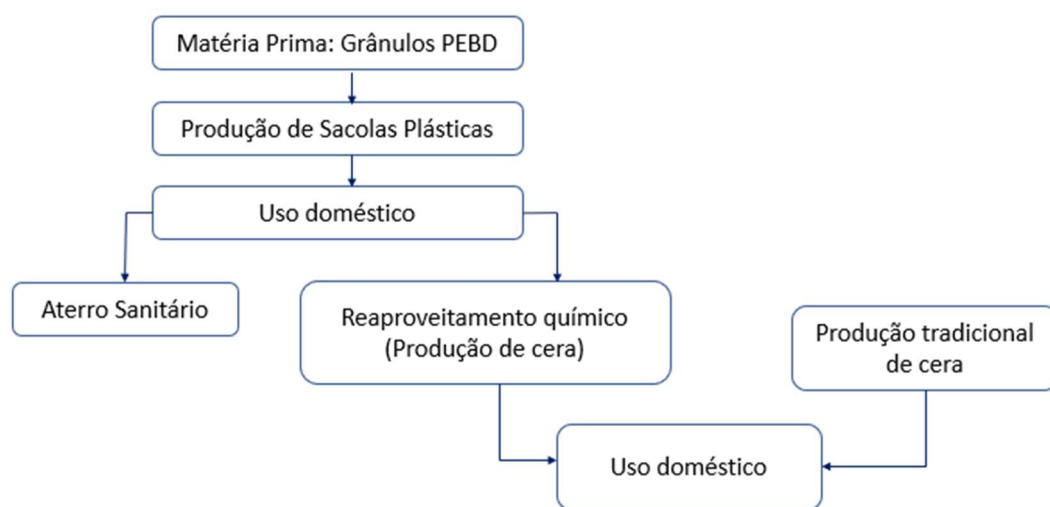 Matéria Prima: Grânulos PEBD
Produção de Sacolas Plásticas
Uso doméstico
Aterro Sanitário
Reaproveitamento químico
(Produção de cera)
Produção tradicional
de cera
Uso doméstico